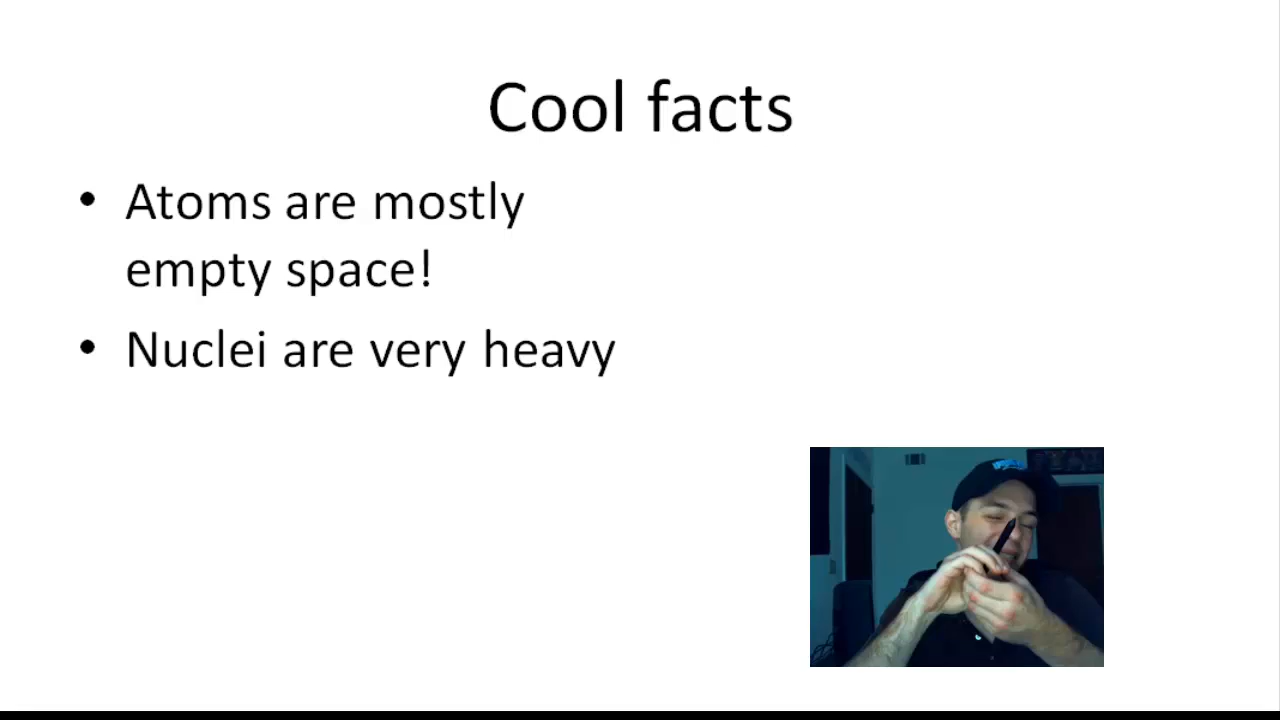 Cool facts
• Atoms are mostly
empty space!
• Nuclei are very heavy